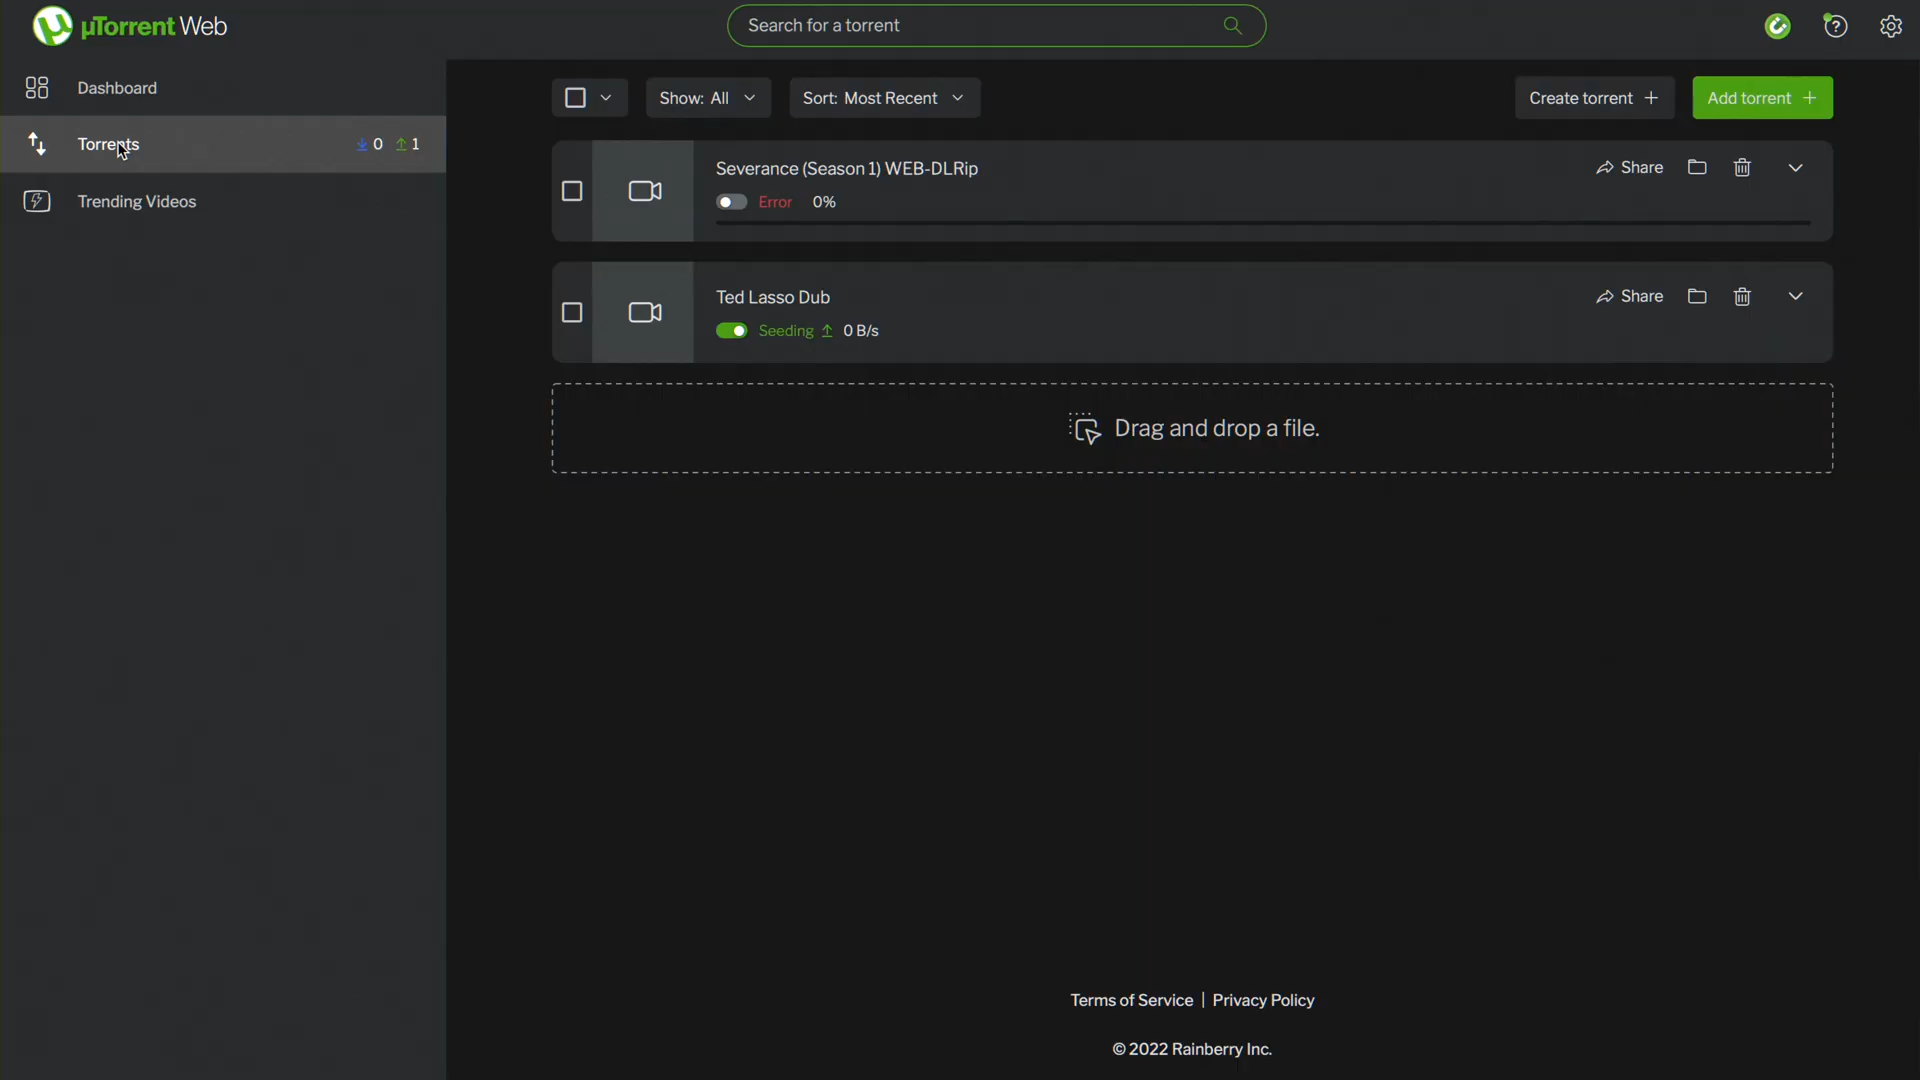 µTorrent Web
Search for a torrent
Dashboard
Torrents 0 1
Trending Videos
Show: All
Sort: Most Recent
Create torrent +
Add torrent +
Severance (Season 1) WEB-DLRip
Share
Error 0%
Ted Lasso Dub
Share
Seeding 0 B/s
Drag and drop a file.
Terms of Service | Privacy Policy
© 2022 Rainberry Inc.